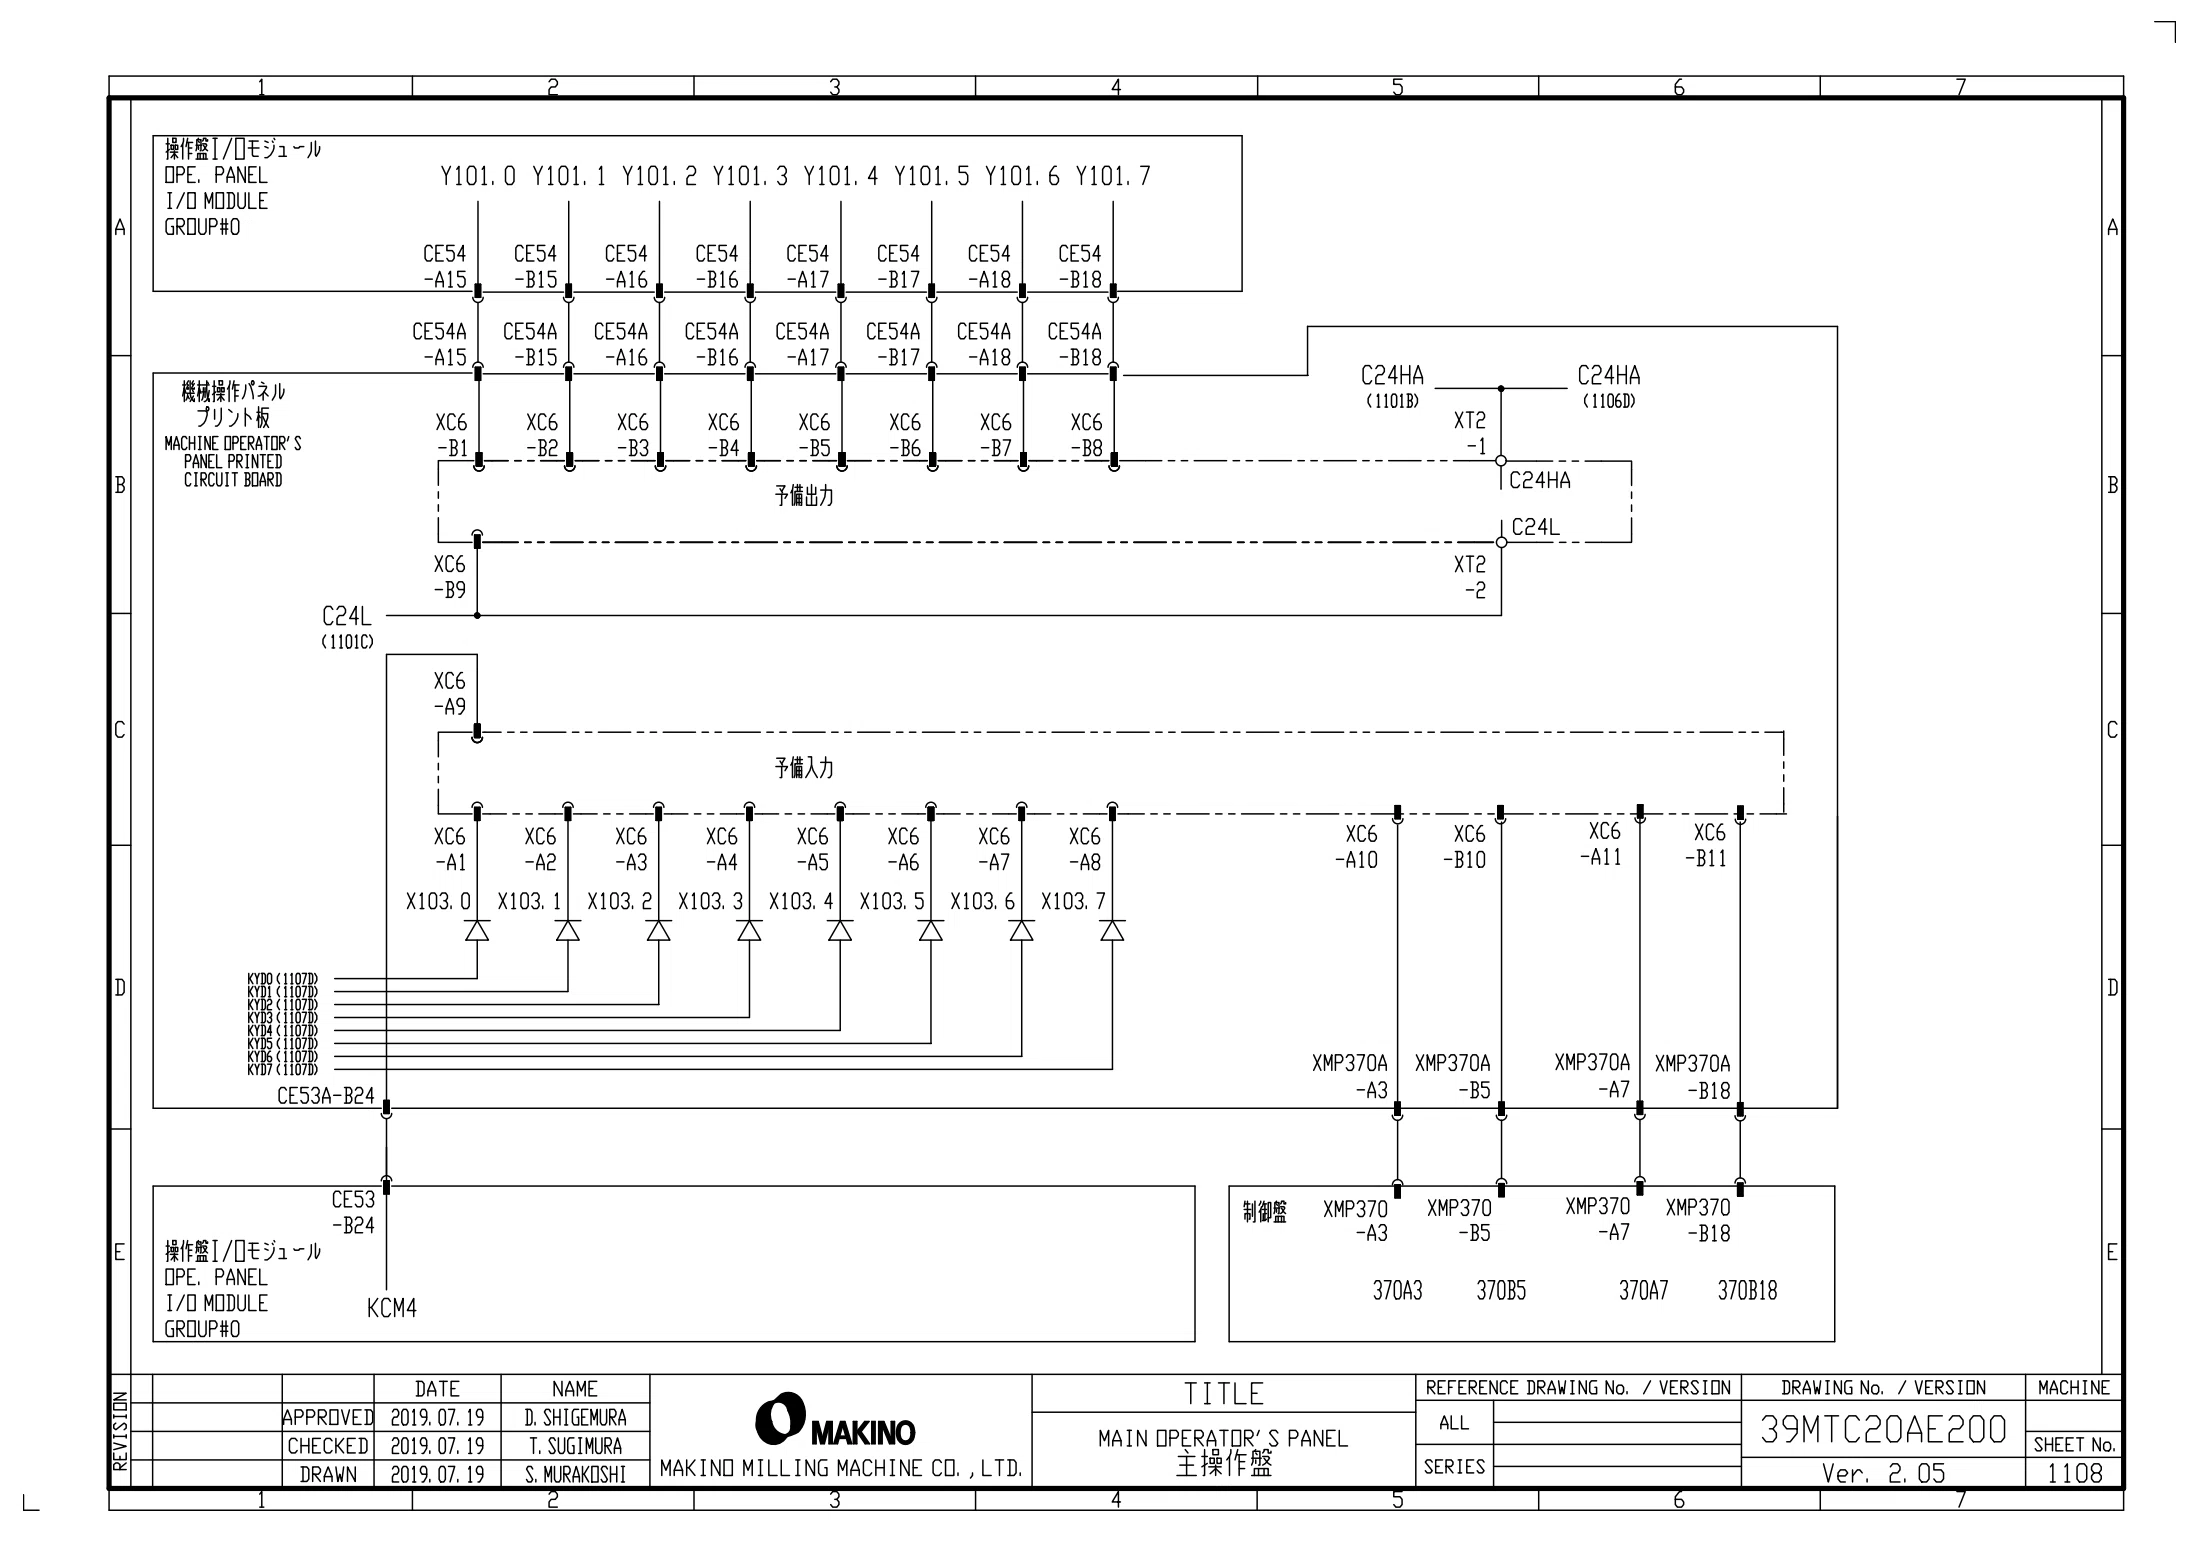 1 2 3 4 5 6 7
操作盤I/Oモジュール
OPE. PANEL
I/O MODULE
GROUP#0
Y101.0 Y101.1 Y101.2 Y101.3 Y101.4 Y101.5 Y101.6 Y101.7
A A
CE54 CE54 CE54 CE54 CE54 CE54 CE54 CE54
-A15 -B15 -A16 -B16 -A17 -B17 -A18 -B18
CE54A CE54A CE54A CE54A CE54A CE54A CE54A CE54A
-A15 -B15 -A16 -B16 -A17 -B17 -A18 -B18
機械操作パネル
プリント板
MACHINE OPERATOR'S
PANEL PRINTED
CIRCUIT BOARD
C24HA C24HA
(1101B) (1106D)
XC6 XC6 XC6 XC6 XC6 XC6 XC6 XC6 XT2
-B1 -B2 -B3 -B4 -B5 -B6 -B7 -B8 -1
B B
予備出力
C24HA
C24L
XC6 XT2
-B9 -2
C24L
(1101C)
XC6
-A9
C C
予備入力
XC6 XC6 XC6 XC6 XC6 XC6 XC6 XC6 XC6 XC6 XC6 XC6
-A1 -A2 -A3 -A4 -A5 -A6 -A7 -A8 -A10 -B10 -A11 -B11
X103.0 X103.1 X103.2 X103.3 X103.4 X103.5 X103.6 X103.7
D D
KYD0(1107D)
KYD1(1107D)
KYD2(1107D)
KYD3(1107D)
KYD4(1107D)
KYD5(1107D)
KYD6(1107D)
KYD7(1107D)
XMP370A XMP370A XMP370A XMP370A
-A3 -B5 -A7 -B18
CE53A-B24
CE53
-B24
制御盤
XMP370 XMP370 XMP370 XMP370
-A3 -B5 -A7 -B18
E E
操作盤I/Oモジュール
OPE. PANEL
I/O MODULE
GROUP#0
KCM4
370A3 370B5 370A7 370B18
REVISION
DATE NAME
APPROVED 2019.07.19 D. SHIGEMURA
CHECKED 2019.07.19 T. SUGIMURA
DRAWN 2019.07.19 S. MURAKOSHI
MAKINO
MAKINO MILLING MACHINE CO.,LTD.
TITLE
MAIN OPERATOR'S PANEL
主操作盤
REFERENCE DRAWING No. / VERSION
ALL
SERIES
DRAWING No. / VERSION
39MTC20AE200
Ver. 2.05
MACHINE
SHEET No.
1108
1 2 3 4 5 6 7